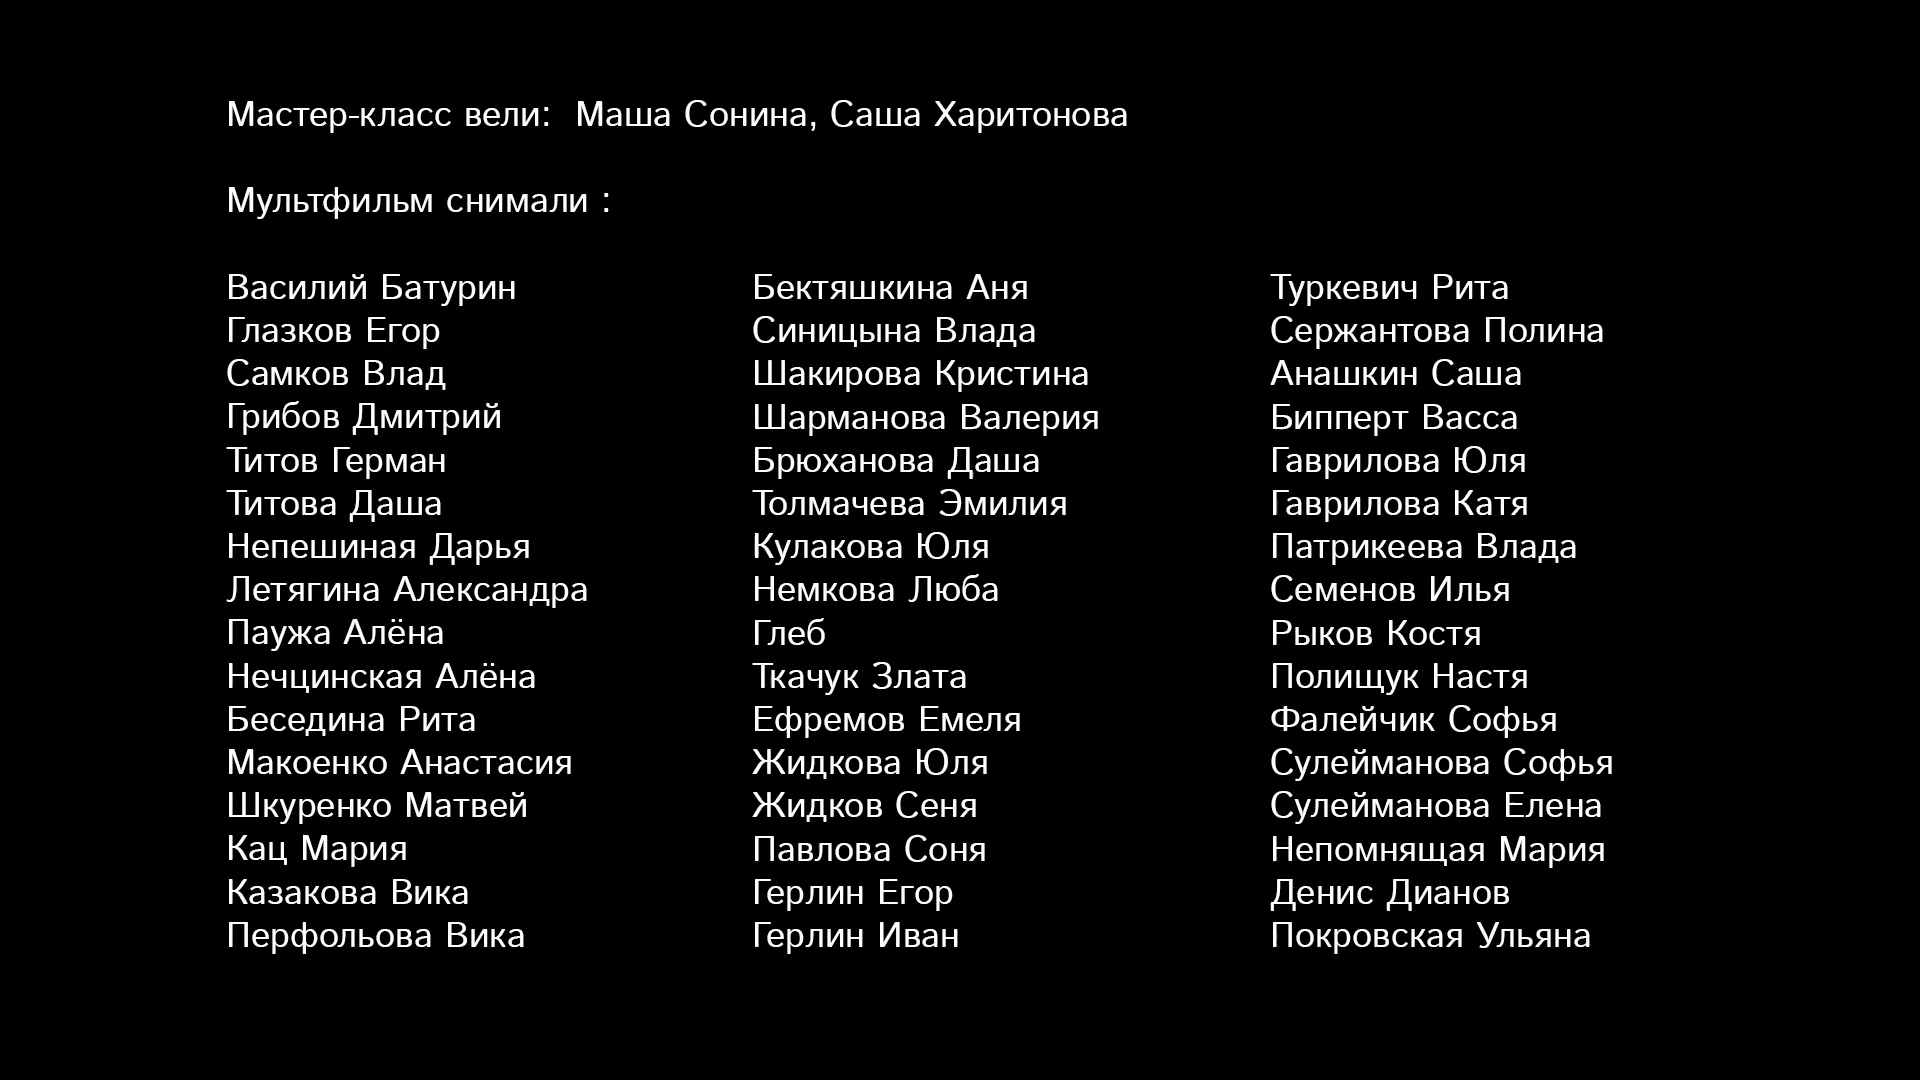 Мастер-класс вели: Маша Сонина, Саша Харитонова
Мультфильм снимали :
Василий Батурин
Глазков Егор
Самков Влад
Грибов Дмитрий
Титов Герман
Титова Даша
Непешиная Дарья
Летягина Александра
Паужа Алёна
Нечцинская Алёна
Беседина Рита
Макоенко Анастасия
Шкуренко Матвей
Кац Мария
Казакова Вика
Перфольова Вика
Бектяшкина Аня
Синицына Влада
Шакирова Кристина
Шарманова Валерия
Брюханова Даша
Толмачева Эмилия
Кулакова Юля
Немкова Люба
Глеб
Ткачук Злата
Ефремов Емеля
Жидкова Юля
Жидков Сеня
Павлова Соня
Герлин Егор
Герлин Иван
Туркевич Рита
Сержантова Полина
Анашкин Саша
Бипперт Васса
Гаврилова Юля
Гаврилова Катя
Патрикеева Влада
Семенов Илья
Рыков Костя
Полищук Настя
Фалейчик Софья
Сулейманова Софья
Сулейманова Елена
Непомнящая Мария
Денис Дианов
Покровская Ульяна